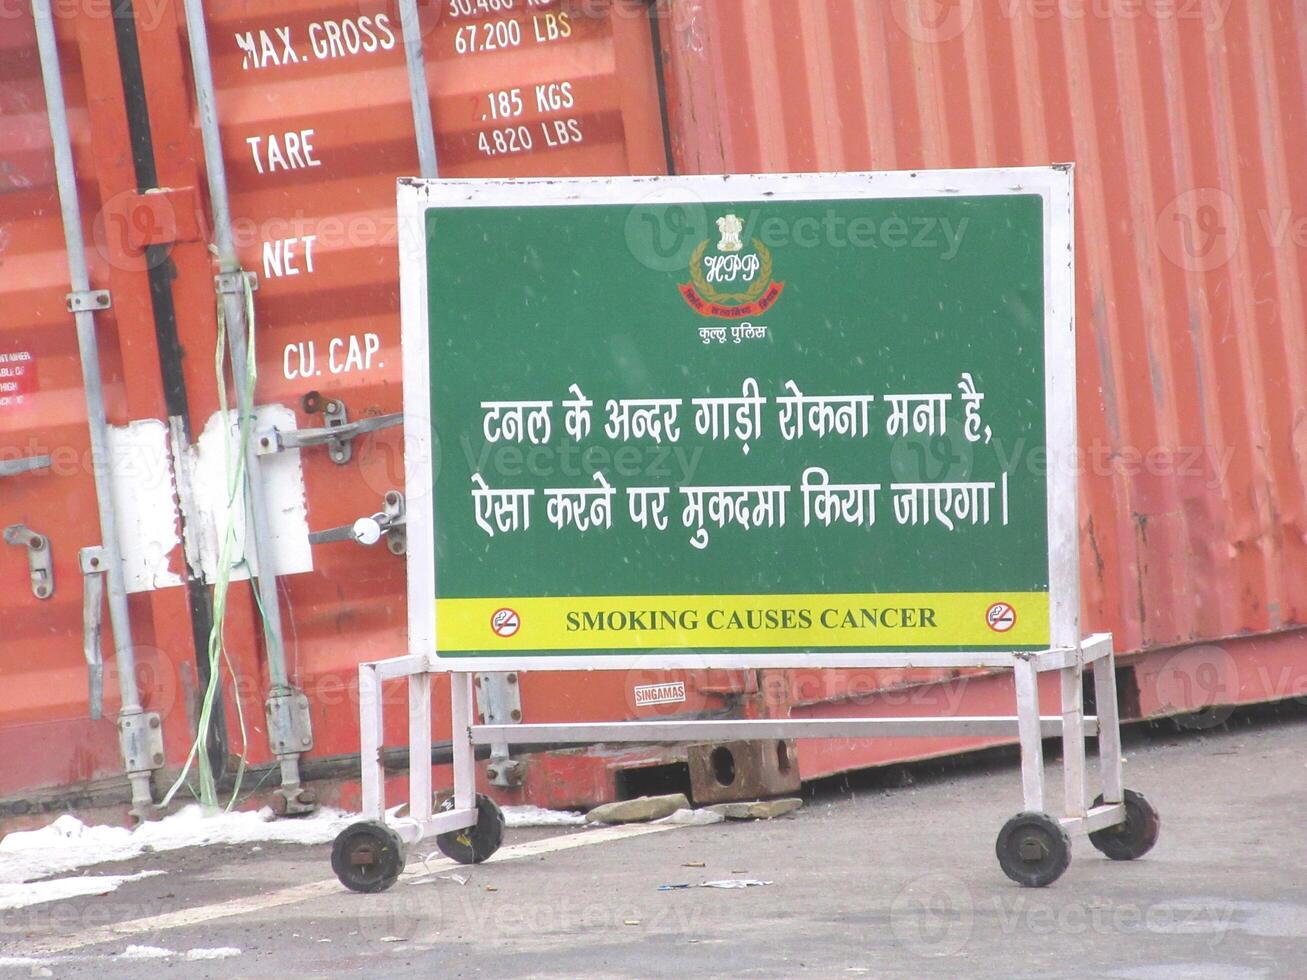 MAX. GROSS
67,200 LBS
TARE
2,185 KGS
4,820 LBS
NET
CU. CAP.
HPP
कुल्लू पुलिस
टनल के अन्दर गाड़ी रोकना मना है,
ऐसा करने पर मुकदमा किया जाएगा।
SMOKING CAUSES CANCER
SINGAMAS
Vecteezy